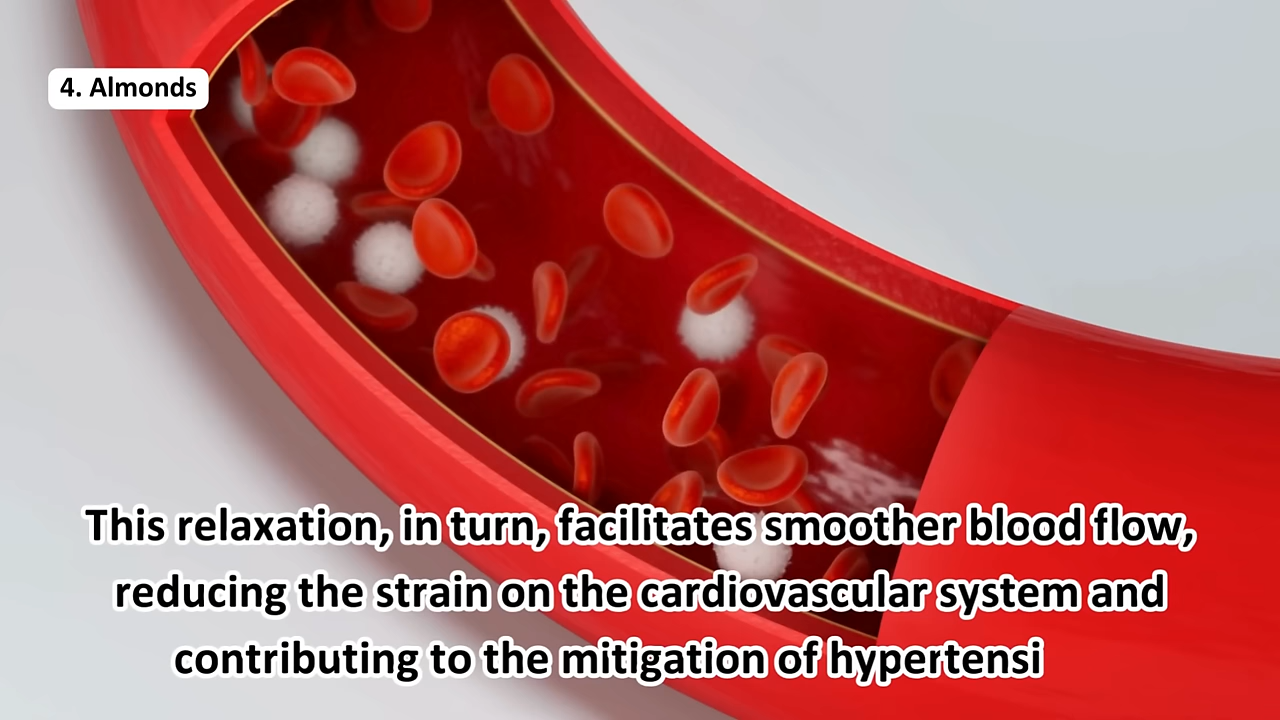 4. Almonds
This relaxation, in turn, facilitates smoother blood flow,
reducing the strain on the cardiovascular system and
contributing to the mitigation of hypertensi